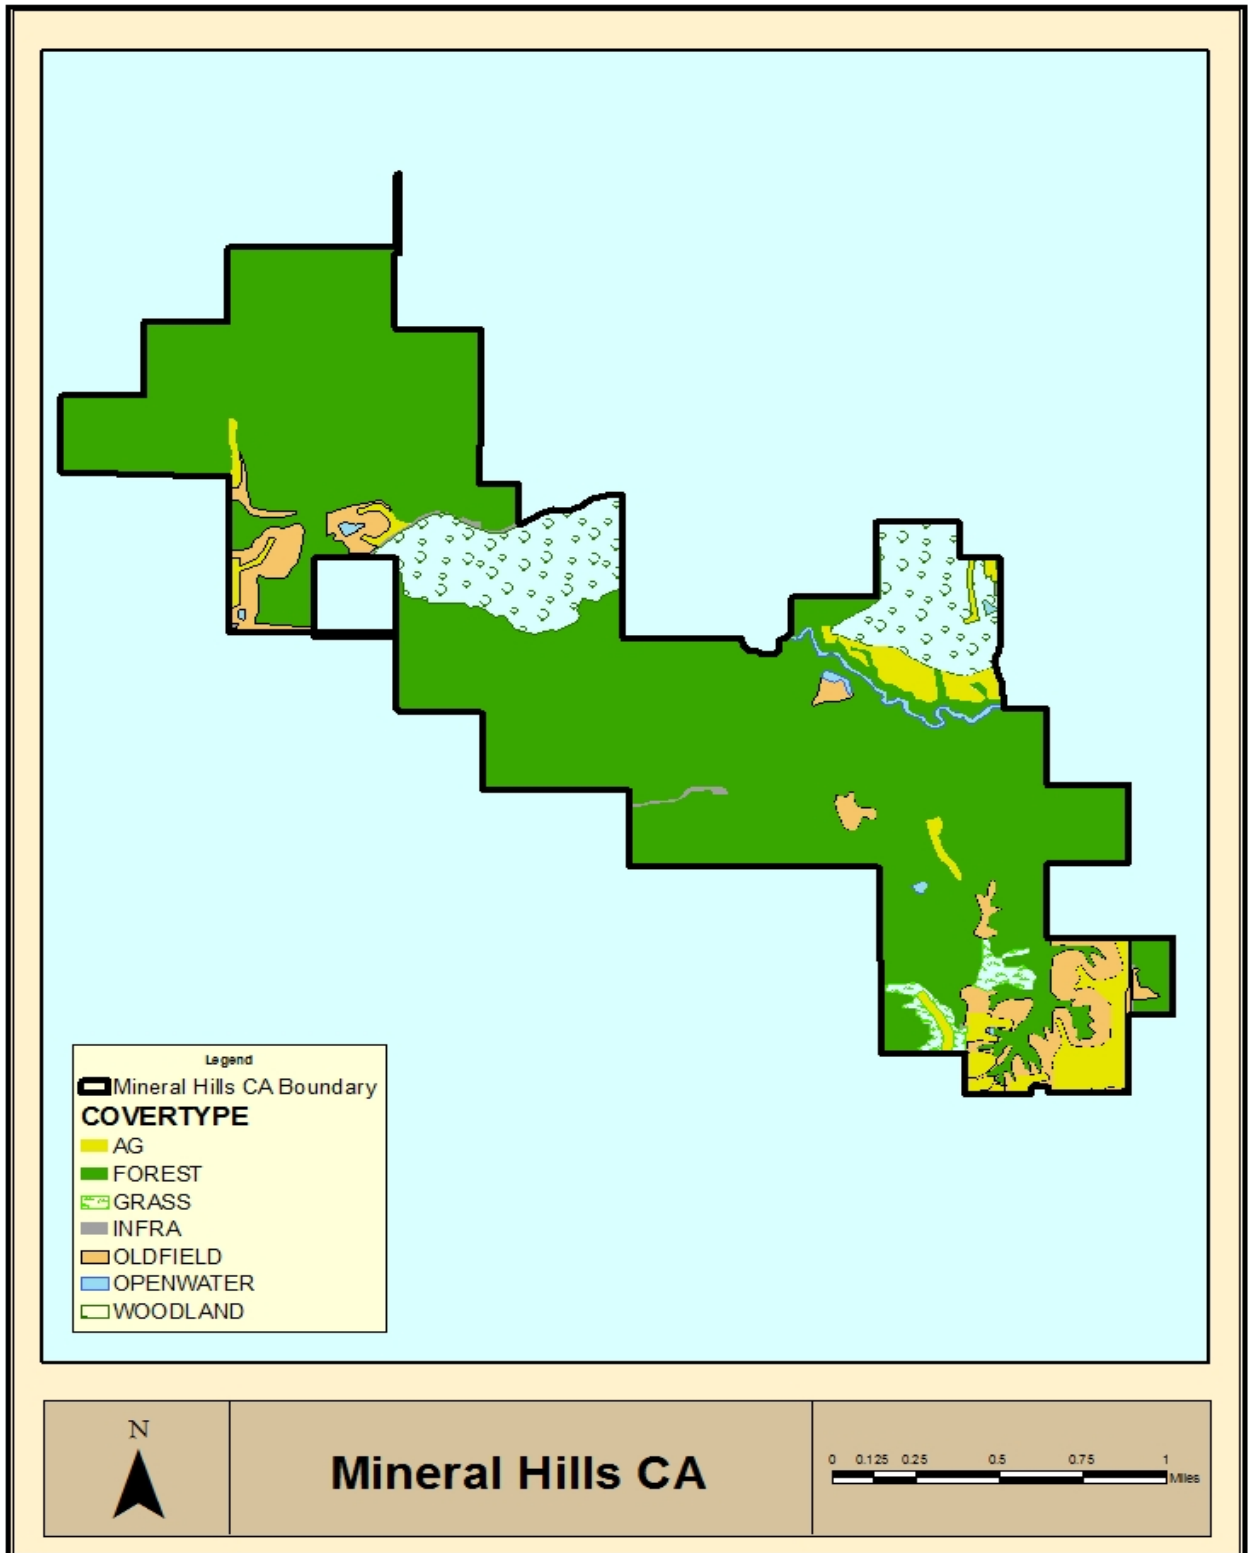 Legend
Mineral Hills CA Boundary
COVERTYPE
AG
FOREST
GRASS
INFRA
OLDFIELD
OPENWATER
WOODLAND
N
Mineral Hills CA
0 0.125 0.25 0.5 0.75 1
Miles